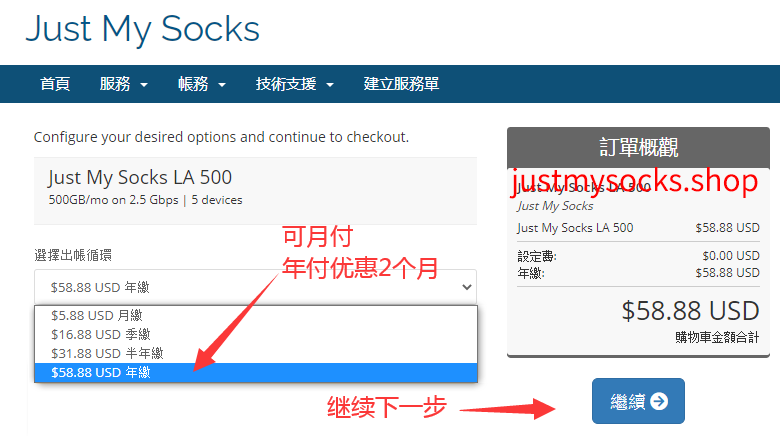 Just My Socks
首頁 服務 帳務 技術支援 建立服務單
Configure your desired options and continue to checkout.
Just My Socks LA 500
500GB/mo on 2.5 Gbps | 5 devices
選擇出帳循環
$58.88 USD 年繳
$5.88 USD 月繳
$16.88 USD 季繳
$31.88 USD 半年繳
$58.88 USD 年繳
可月付
年付优惠2个月
訂單概觀
justmysocks.shop
Just My Socks LA 500
Just My Socks
Just My Socks LA 500 $58.88 USD
設定費: $0.00 USD
年繳: $58.88 USD
$58.88 USD
購物車金額合計
继续下一步
繼續